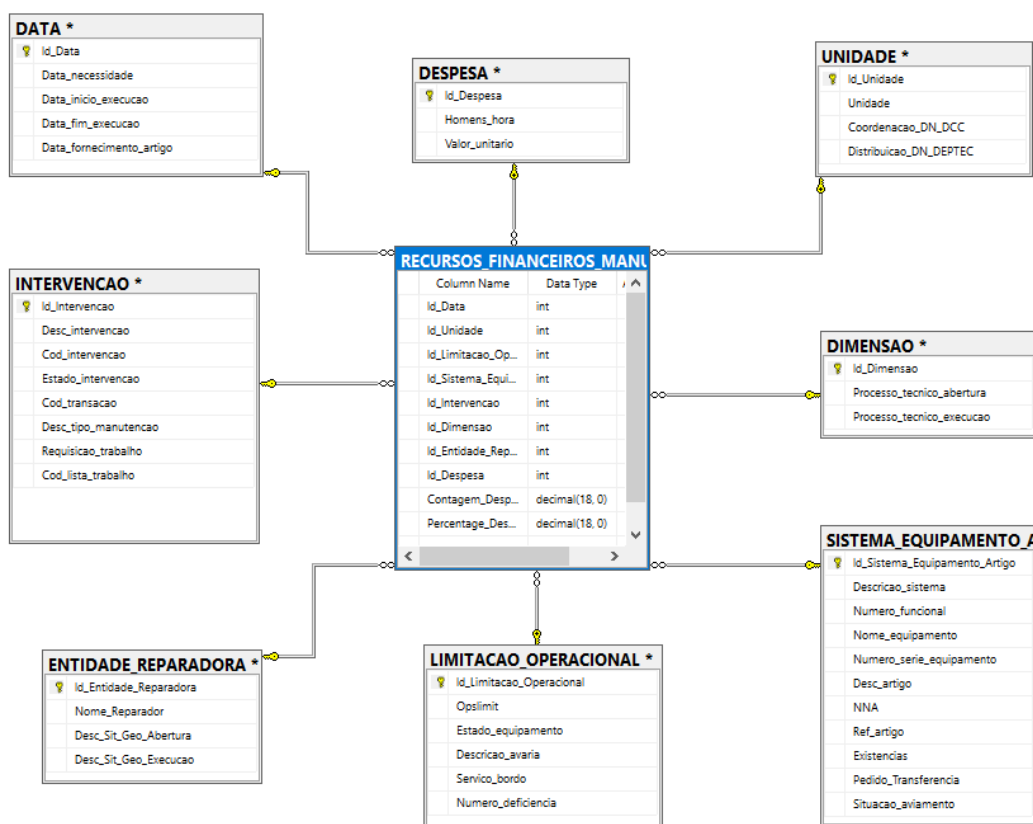 DATA *
Id_Data
Data_necessidade
Data_inicio_execucao
Data_fim_execucao
Data_fornecimento_artigo
DESPESA *
Id_Despesa
Homens_hora
Valor_unitario
UNIDADE *
Id_Unidade
Unidade
Coordenacao_DN_DCC
Distribuicao_DN_DEPTEC
INTERVENCAO *
Id_Intervencao
Desc_intervencao
Cod_intervencao
Estado_intervencao
Cod_transacao
Desc_tipo_manutencao
Requisicao_trabalho
Cod_lista_trabalho
RECURSOS_FINANCEIROS_MANU
Column Name Data Type
Id_Data int
Id_Unidade int
Id_Limitacao_Op... int
Id_Sistema_Equi... int
Id_Intervencao int
Id_Dimensao int
Id_Entidade_Rep... int
Id_Despesa int
Contagem_Desp... decimal(18, 0)
Percentage_Des... decimal(18, 0)
DIMENSAO *
Id_Dimensao
Processo_tecnico_abertura
Processo_tecnico_execucao
ENTIDADE_REPARADORA *
Id_Entidade_Reparadora
Nome_Reparador
Desc_Sit_Geo_Abertura
Desc_Sit_Geo_Execucao
LIMITACAO_OPERACIONAL *
Id_Limitacao_Operacional
Opslimit
Estado_equipamento
Descricao_avaria
Servico_bordo
Numero_deficiencia
SISTEMA_EQUIPAMENTO_A
Id_Sistema_Equipamento_Artigo
Descricao_sistema
Numero_funcional
Nome_equipamento
Numero_serie_equipamento
Desc_artigo
NNA
Ref_artigo
Existencias
Pedido_Transferencia
Situacao_aviamento